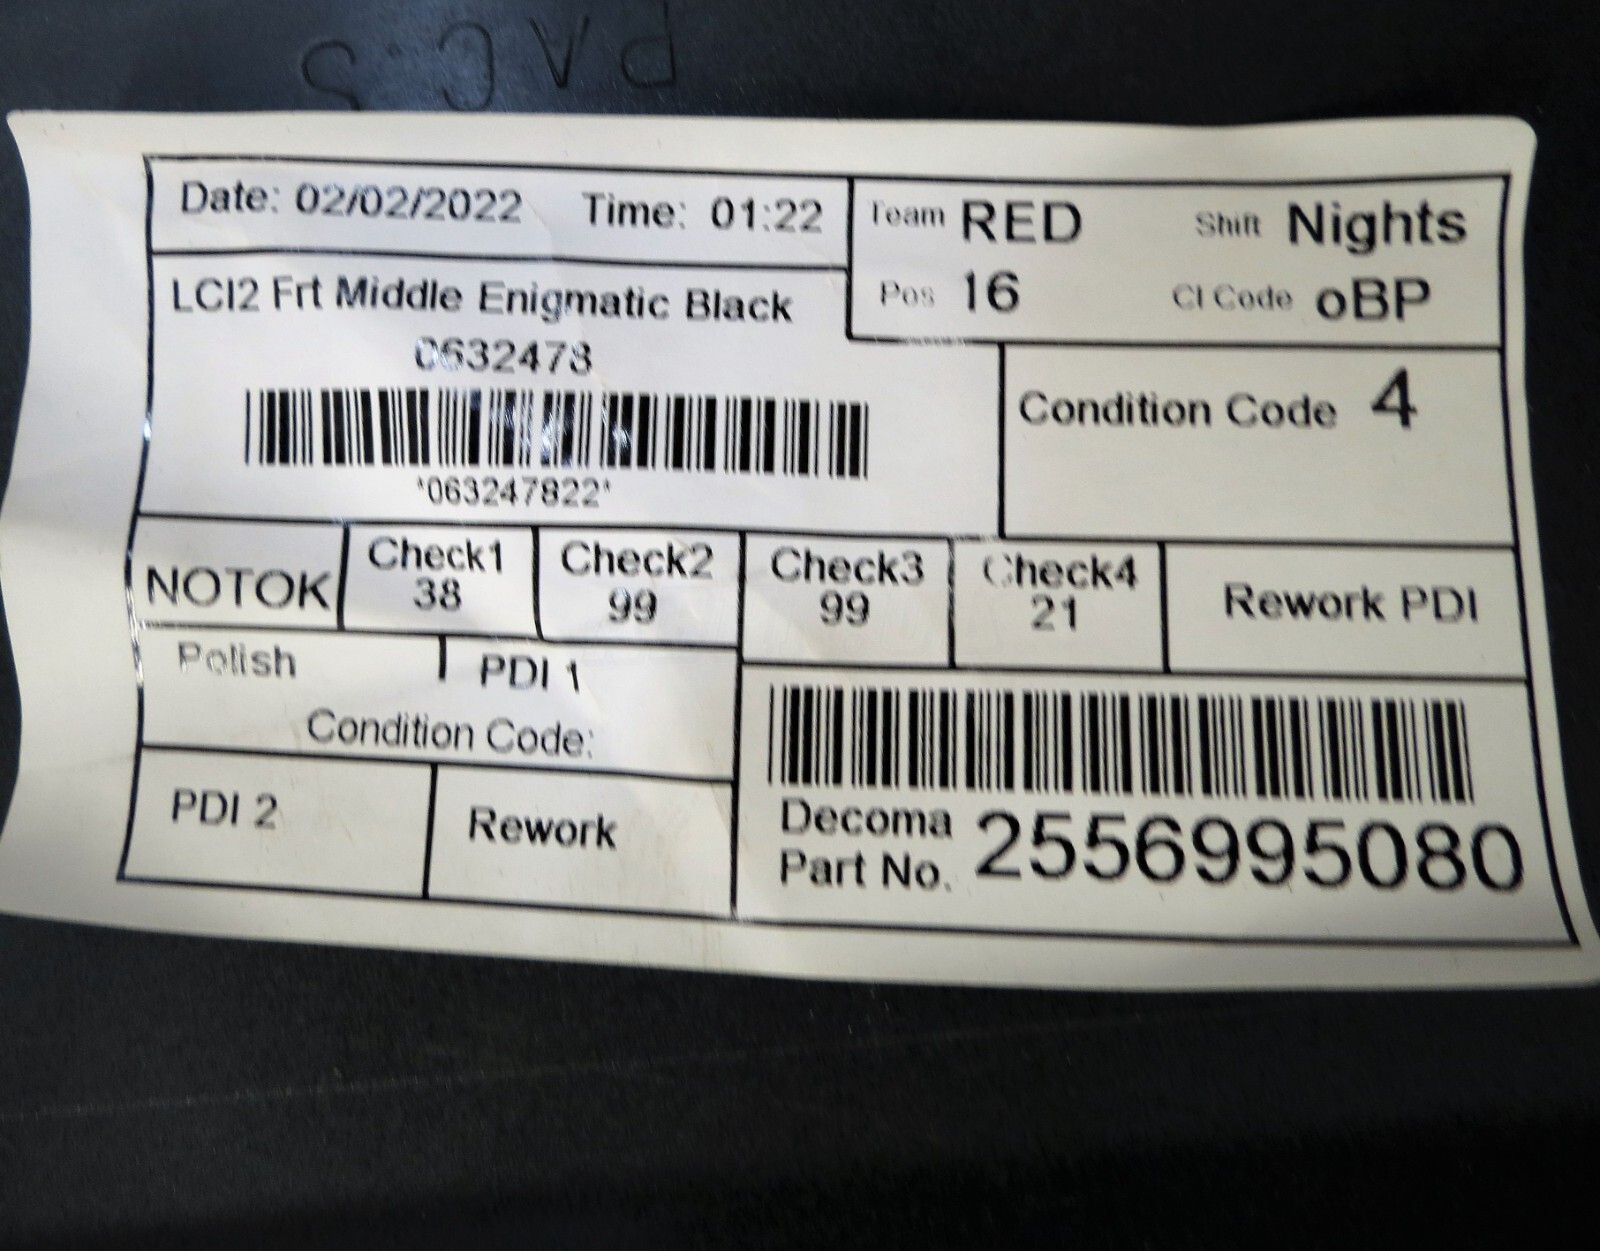 PAC S
Date: 02/02/2022 Time: 01:22
Team RED Shift Nights
Pos 16 CI Code oBP
LCI2 Frt Middle Enigmatic Black
0632478
*063247822*
Condition Code 4
NOTOK
Check1
38
Check2
99
Check3
99
Check4
21
Rework PDI
Polish
PDI 1
Condition Code:
PDI 2
Rework
Decoma
Part No. 2556995080